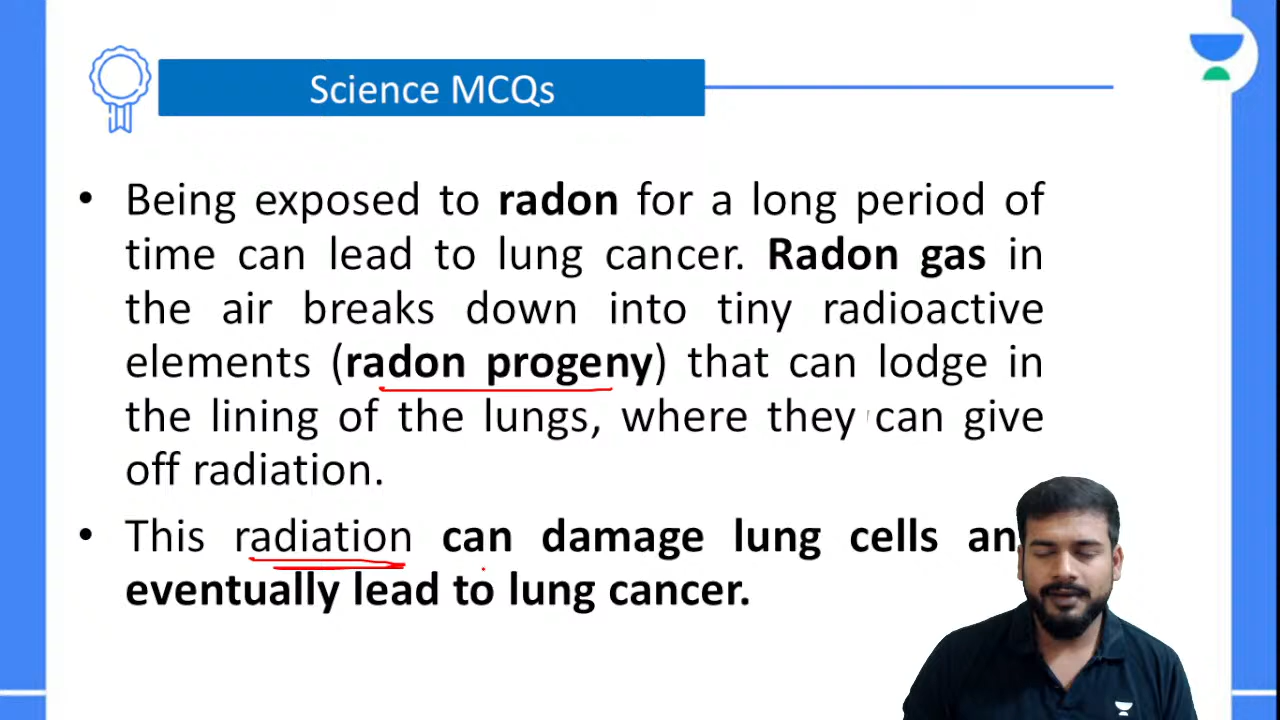 Science MCQs
• Being exposed to radon for a long period of
time can lead to lung cancer. Radon gas in
the air breaks down into tiny radioactive
elements (radon progeny) that can lodge in
the lining of the lungs, where they can give
off radiation.
• This radiation can damage lung cells an
eventually lead to lung cancer.